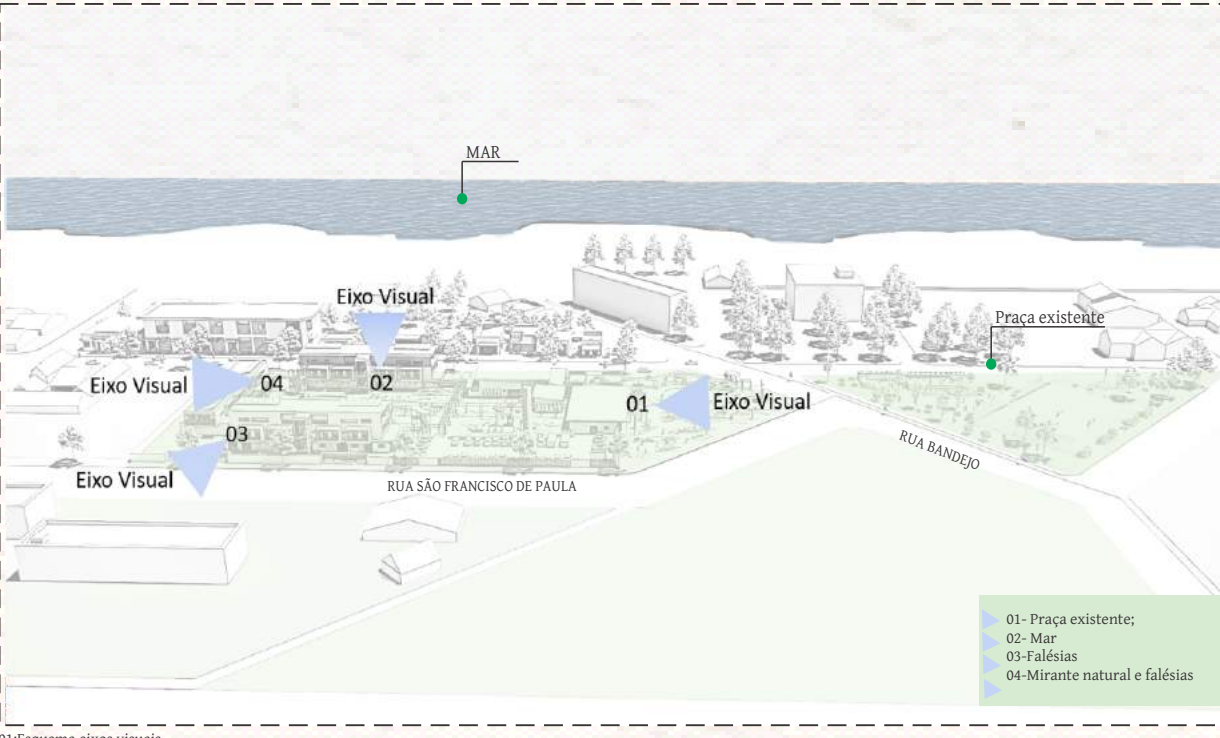 MAR
Eixo Visual
Praça existente
Eixo Visual
04
02
01
Eixo Visual
03
Eixo Visual
RUA SÃO FRANCISCO DE PAULA
RUA BANDEJO
01- Praça existente;
02- Mar
03-Falésias
04-Mirante natural e falésias